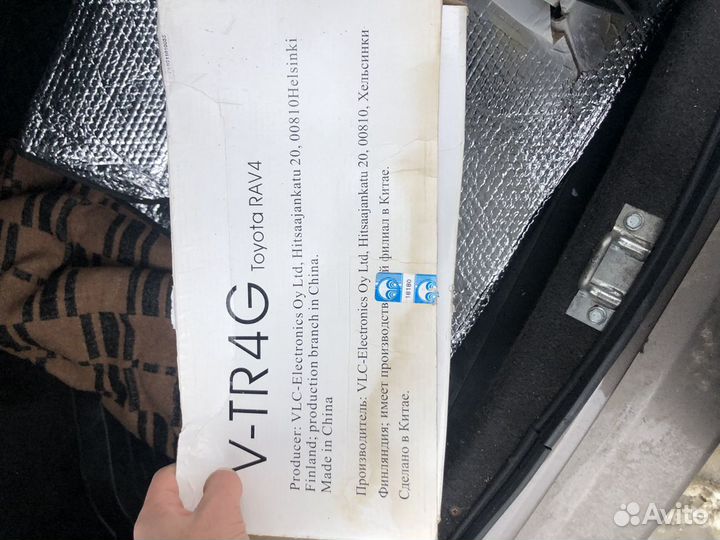 V-TR4G Toyota RAV4
Producer: VLC-Electronics Oy Ltd, Hitsaajankatu 20, 00810Helsinki
Finland; production branch in China.
Made in China
Производитель: VLC-Electronics Oy Ltd, Hitsaajankatu 20, 00810, Хельсинки
Финляндия; имеет производств й филиал в Китае.
Сделано в Китае.
18180
Avito